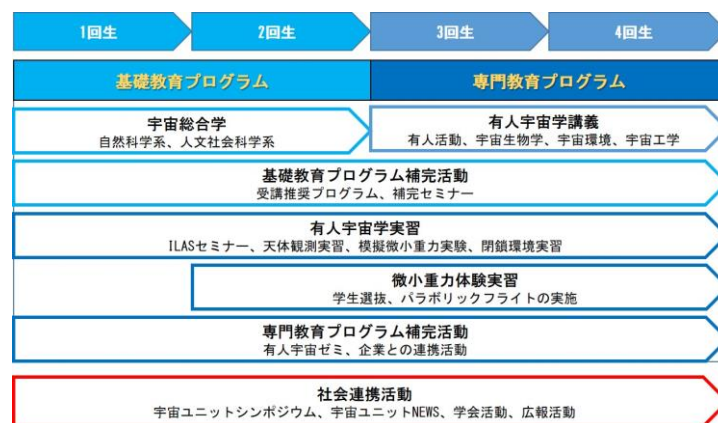 1回生
2回生
3回生
4回生
基礎教育プログラム
専門教育プログラム
宇宙総合学
自然科学系、人文社会科学系
有人宇宙学講義
有人活動、宇宙生物学、宇宙環境、宇宙工学
基礎教育プログラム補完活動
受講推奨プログラム、補完セミナー
有人宇宙学実習
ILASセミナー、天体観測実習、模擬微小重力実験、閉鎖環境実習
微小重力体験実習
学生選抜、パラボリックフライトの実施
専門教育プログラム補完活動
有人宇宙ゼミ、企業との連携活動
社会連携活動
宇宙ユニットシンポジウム、宇宙ユニットNEWS、学会活動、広報活動